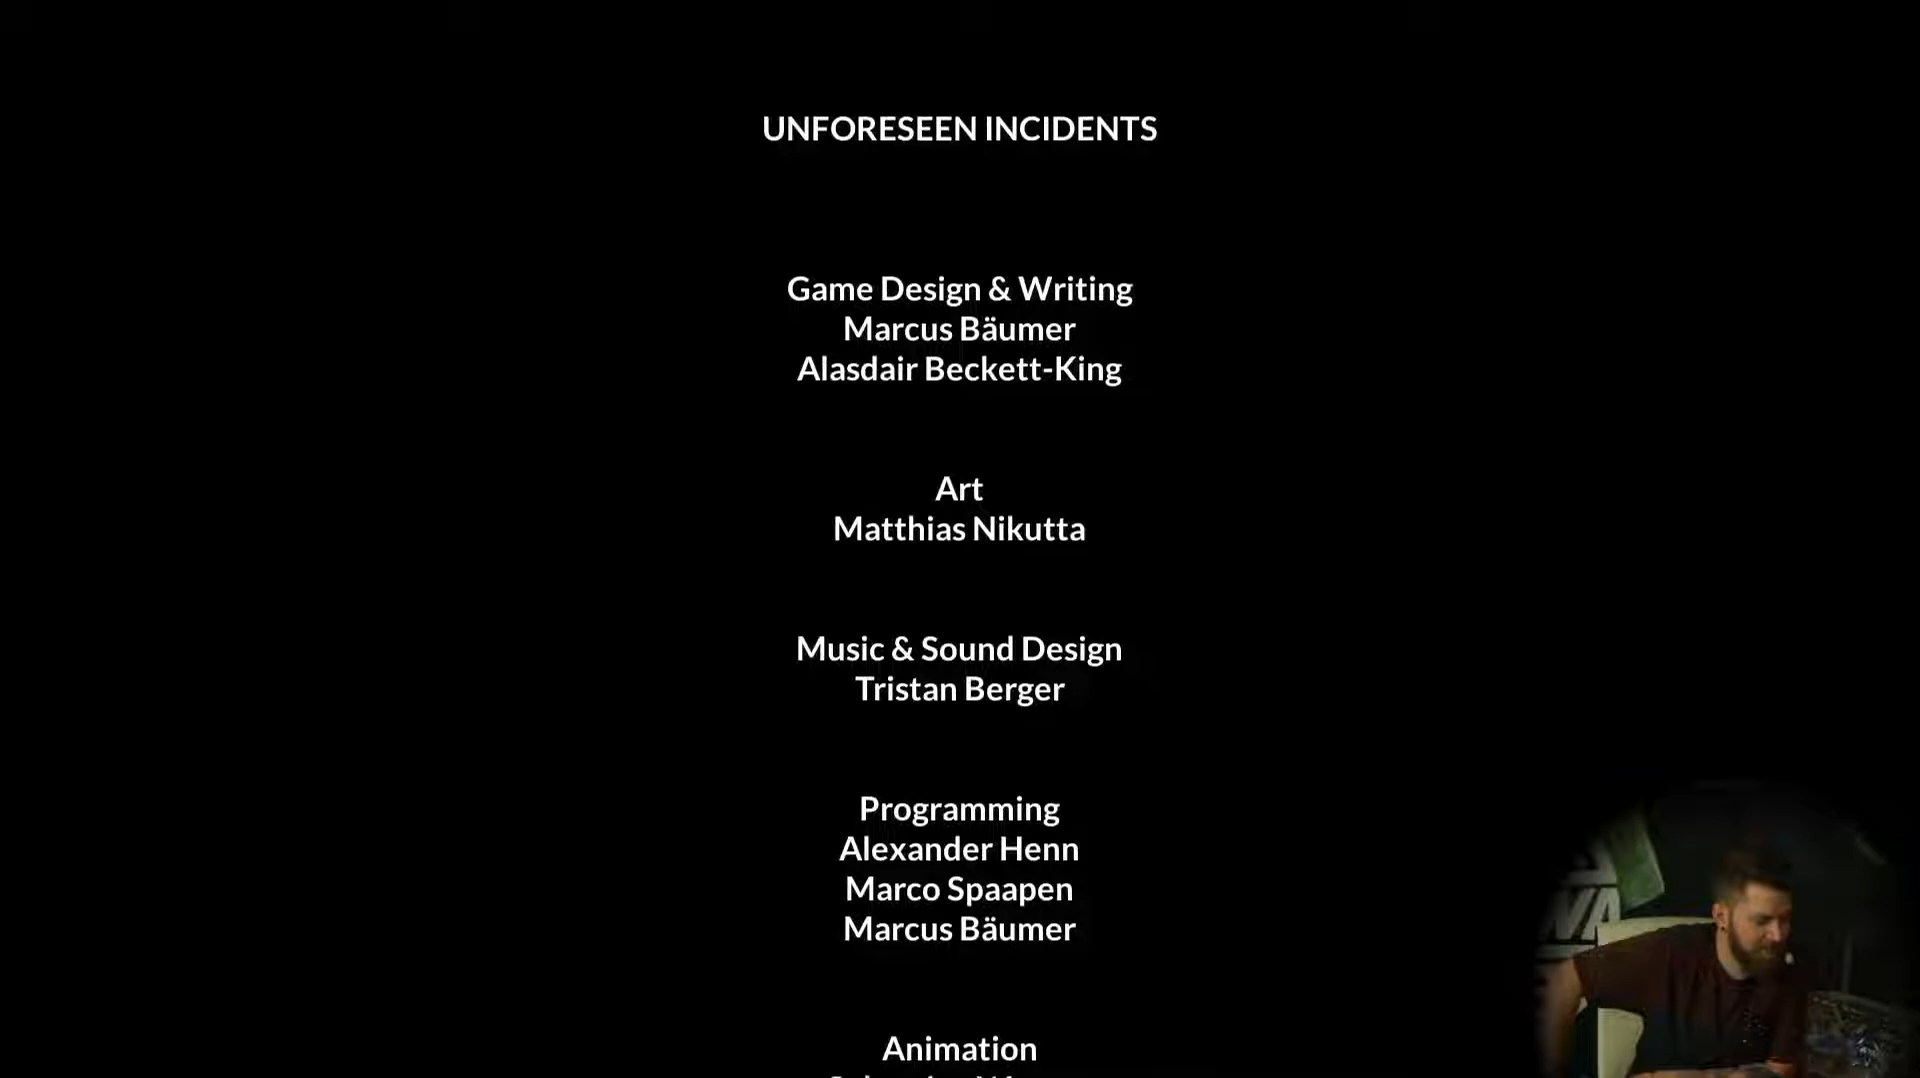 UNFORESEEN INCIDENTS
Game Design & Writing
Marcus Bäumer
Alasdair Beckett-King
Art
Matthias Nikutta
Music & Sound Design
Tristan Berger
Programming
Alexander Henn
Marco Spaapen
Marcus Bäumer
Animation